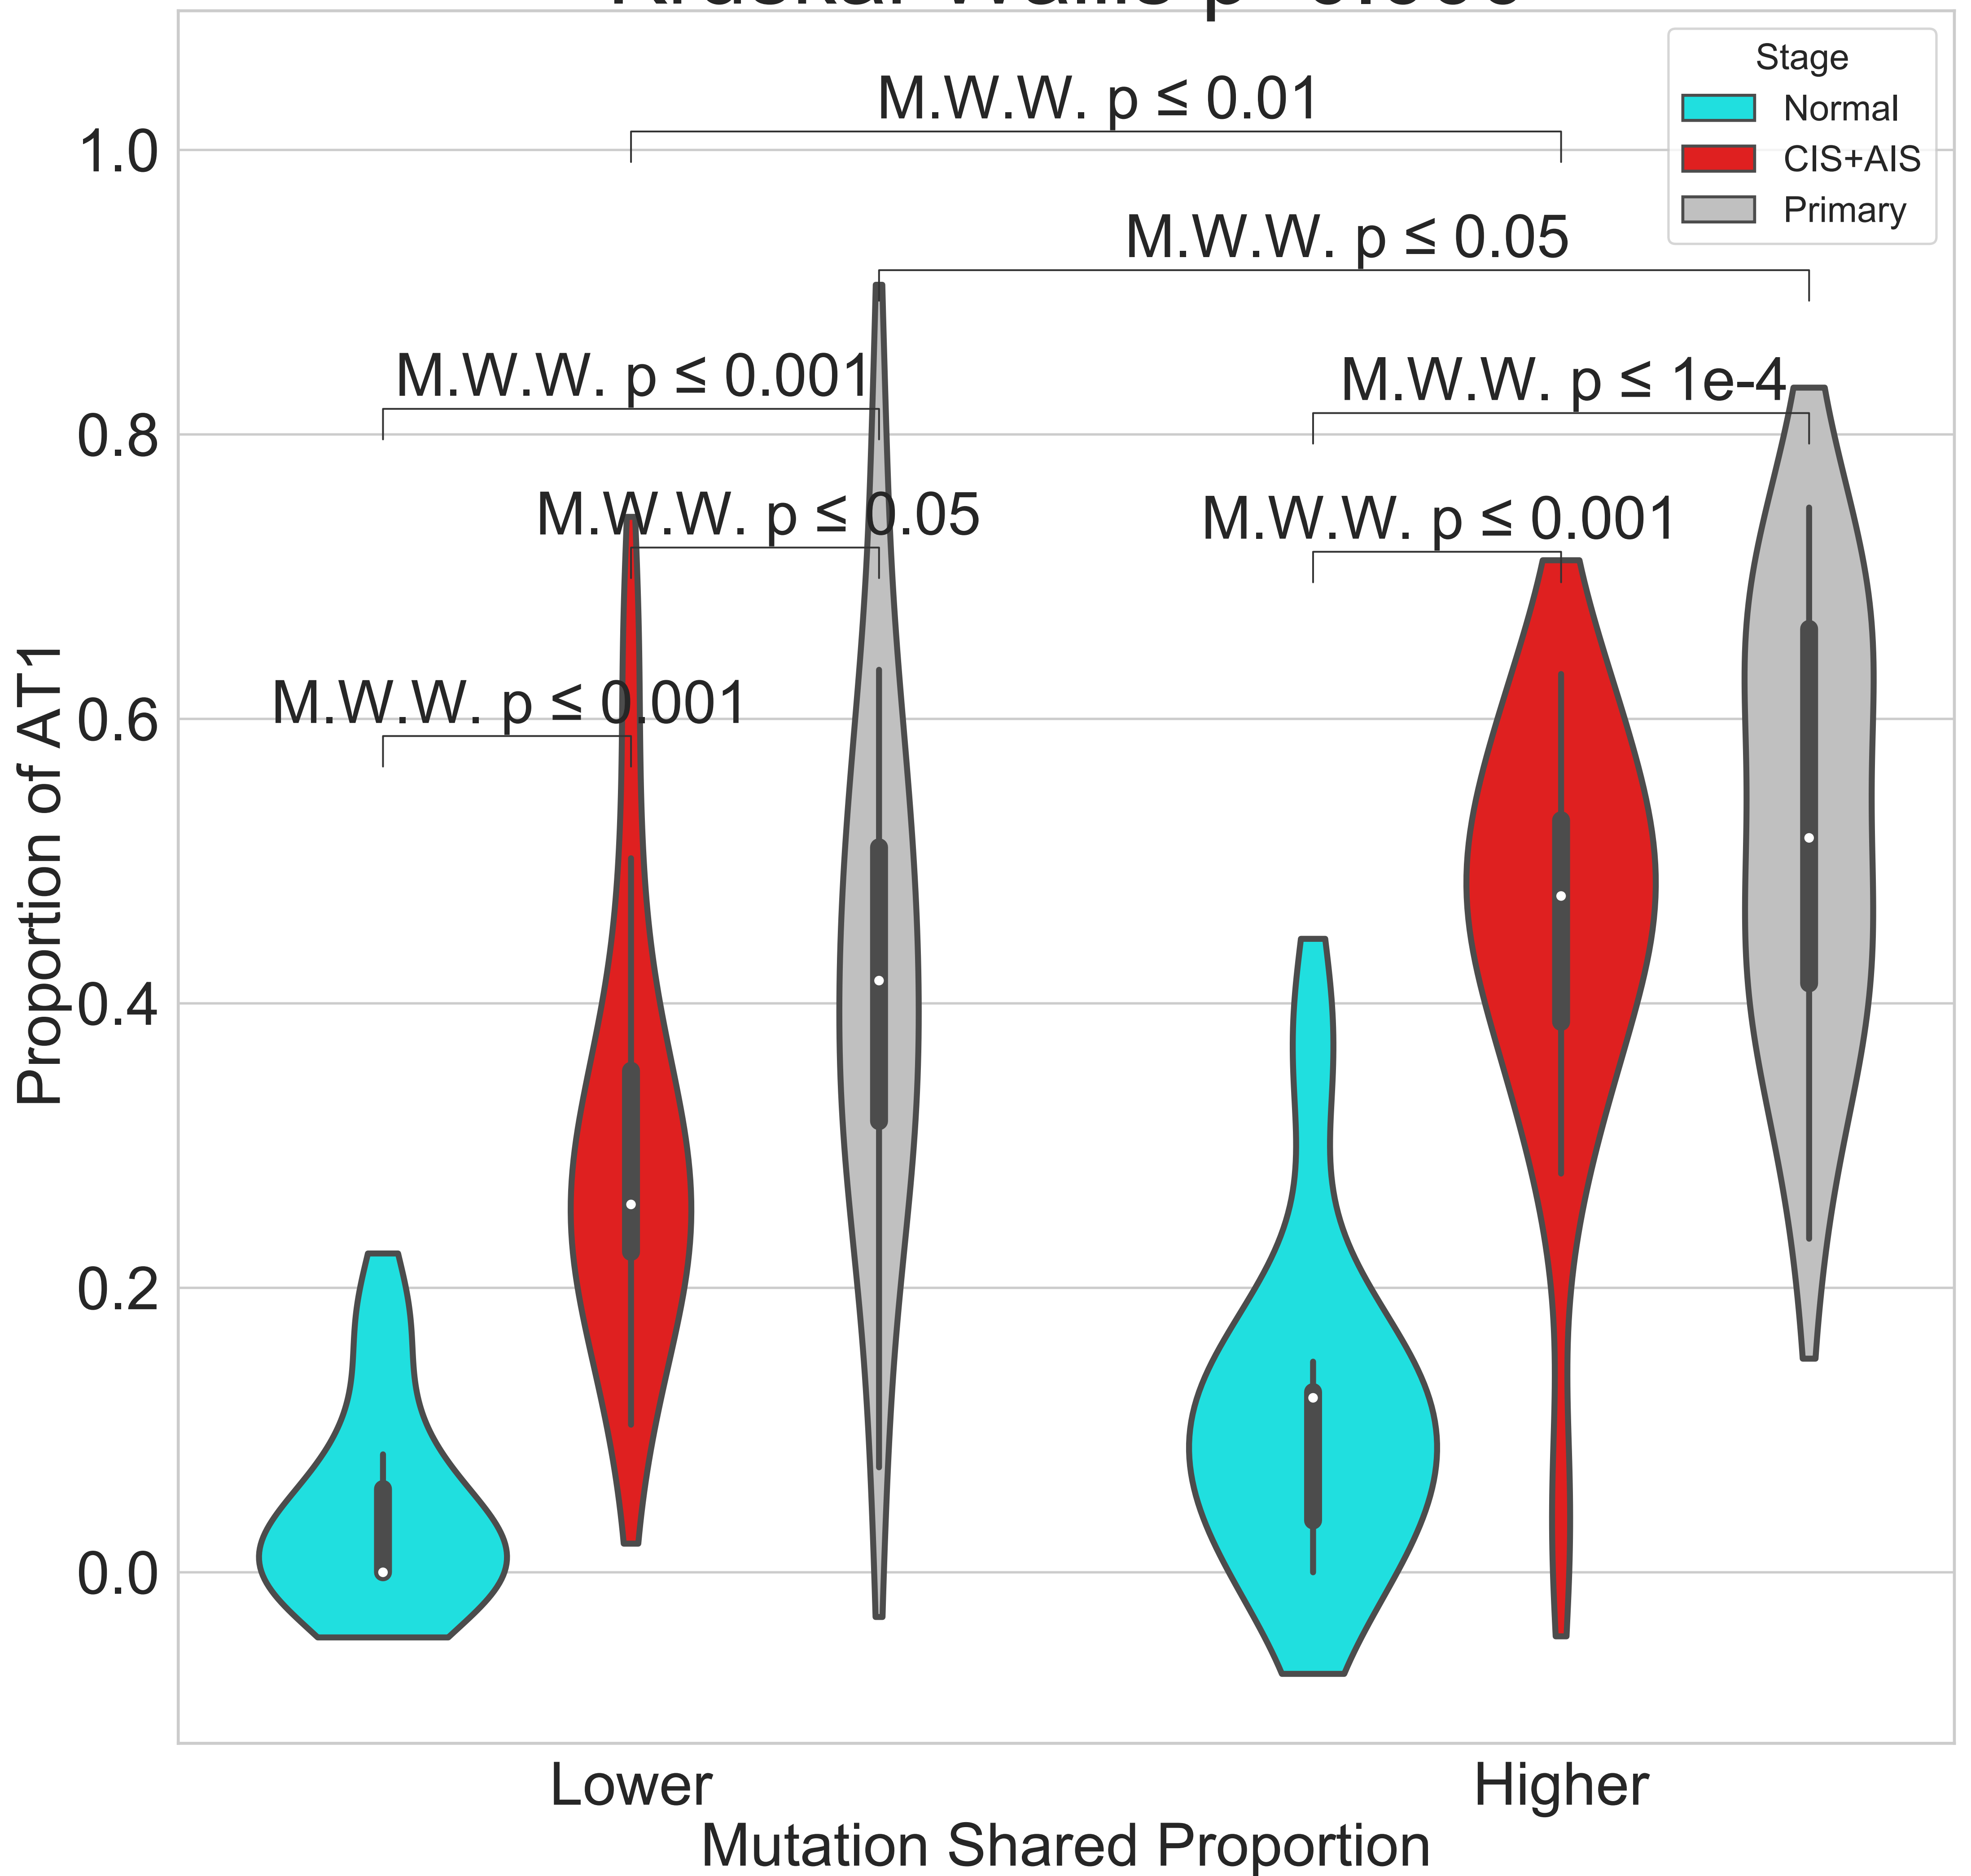 Stage
Normal
CIS+AIS
Primary
M.W.W. p ≤ 0.01
M.W.W. p ≤ 0.05
M.W.W. p ≤ 0.001
M.W.W. p ≤ 1e-4
M.W.W. p ≤ 0.05
M.W.W. p ≤ 0.001
M.W.W. p ≤ 0.001
1.0
0.8
0.6
0.4
0.2
0.0
Proportion of AT1
Lower
Higher
Mutation Shared Proportion